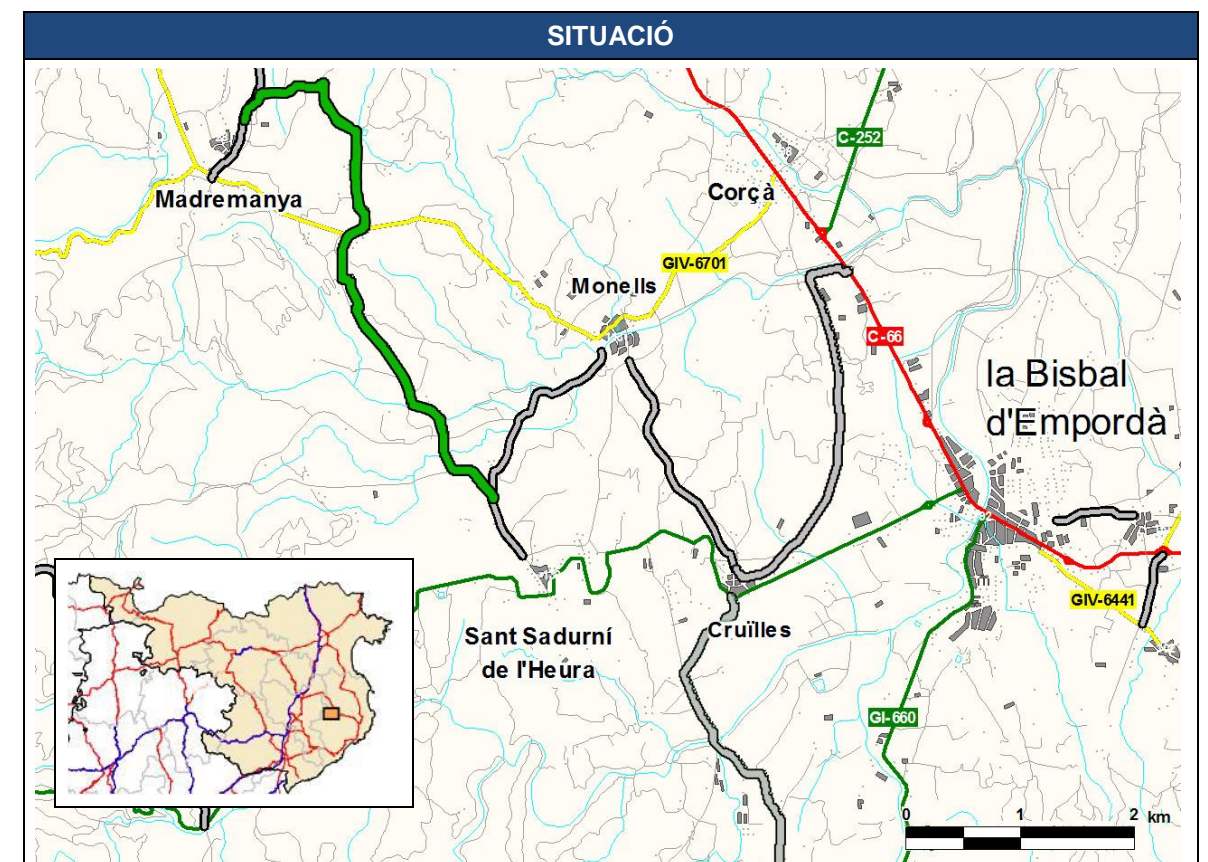 SITUACIÓ
C-252
Corçà
Madremanya
GIV-6701
Monells
C-66
la Bisbal
d'Empordà
GIV-6441
Sant Sadurní
de l'Heura
Cruïlles
GI-660
0 1 2 km